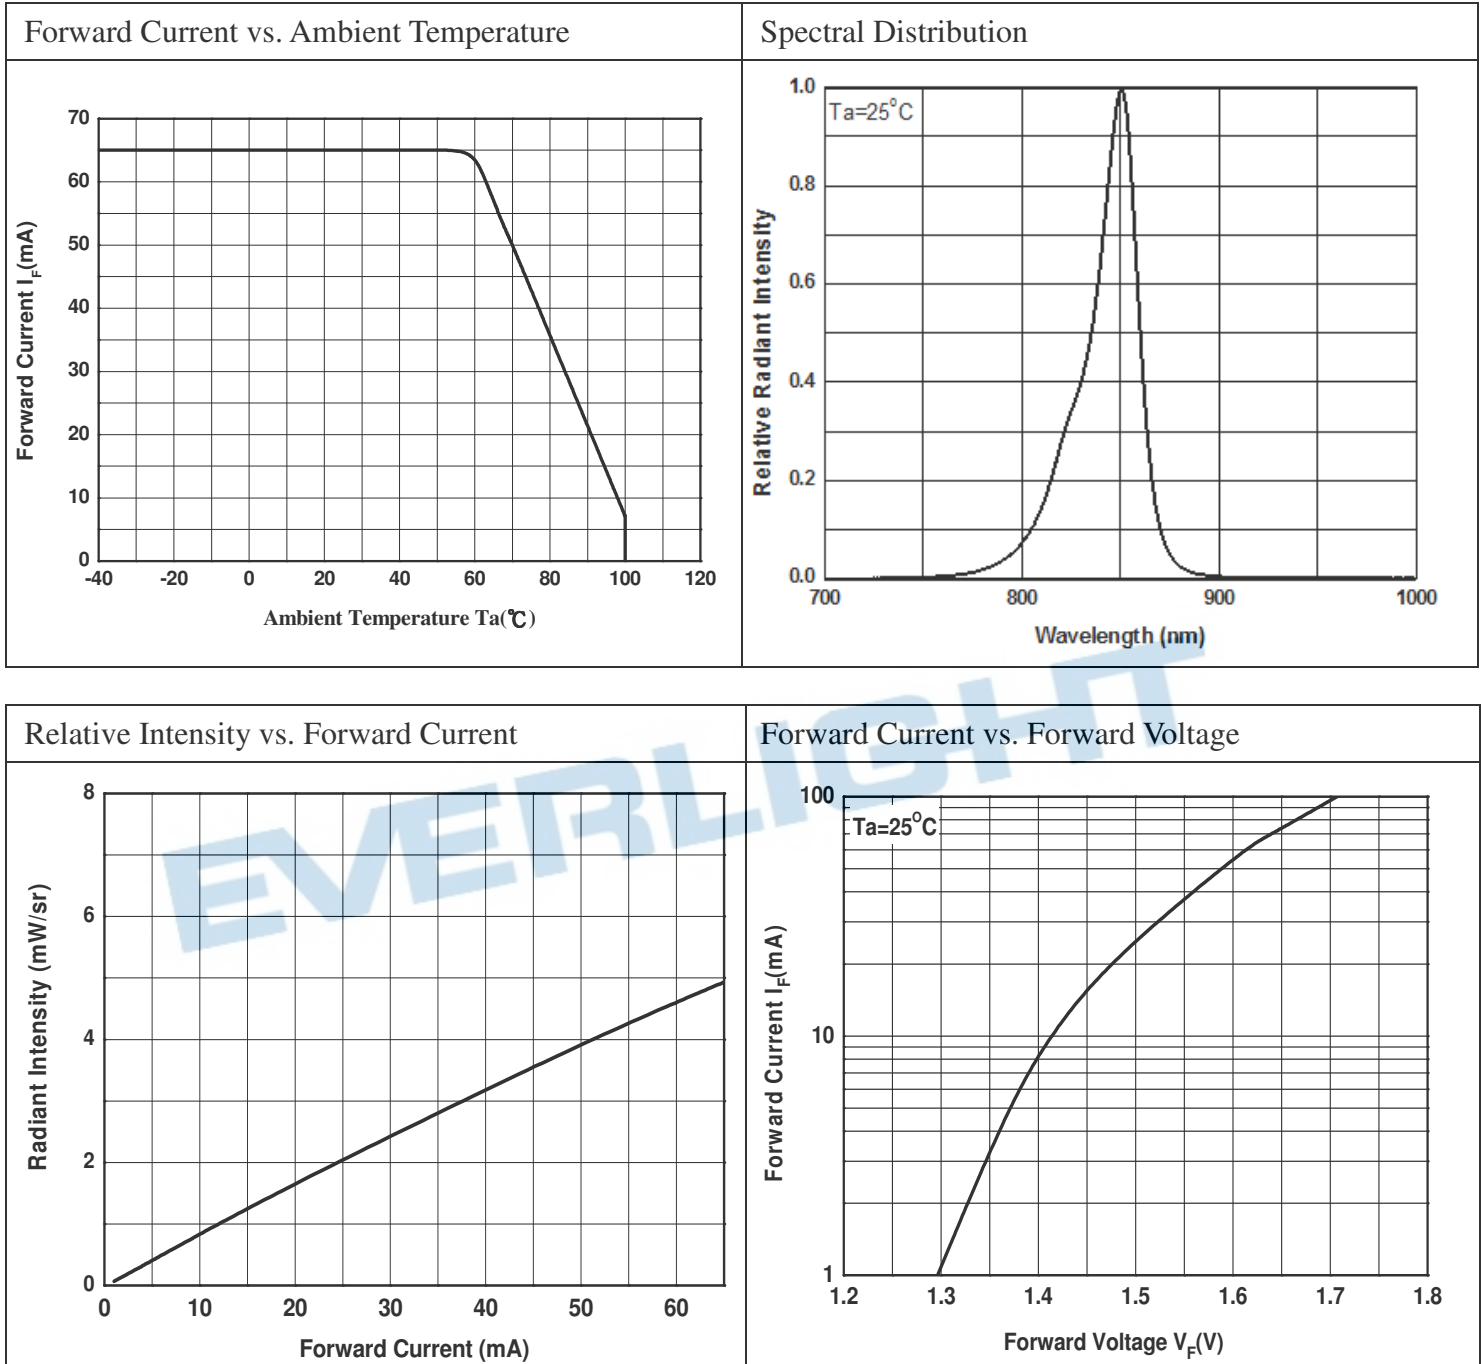 Forward Current vs. Ambient Temperature
Forward Current I_F(mA)
70
60
50
40
30
20
10
0
-40 -20 0 20 40 60 80 100 120
Ambient Temperature Ta(℃)
Spectral Distribution
Ta=25°C
Relative Radiant Intensity
1.0
0.8
0.6
0.4
0.2
0.0
700 800 900 1000
Wavelength (nm)
EVERLIGHT
Relative Intensity vs. Forward Current
Radiant Intensity (mW/sr)
8
6
4
2
0
0 10 20 30 40 50 60
Forward Current (mA)
Forward Current vs. Forward Voltage
Ta=25°C
Forward Current I_F(mA)
100
10
1
1.2 1.3 1.4 1.5 1.6 1.7 1.8
Forward Voltage V_F(V)